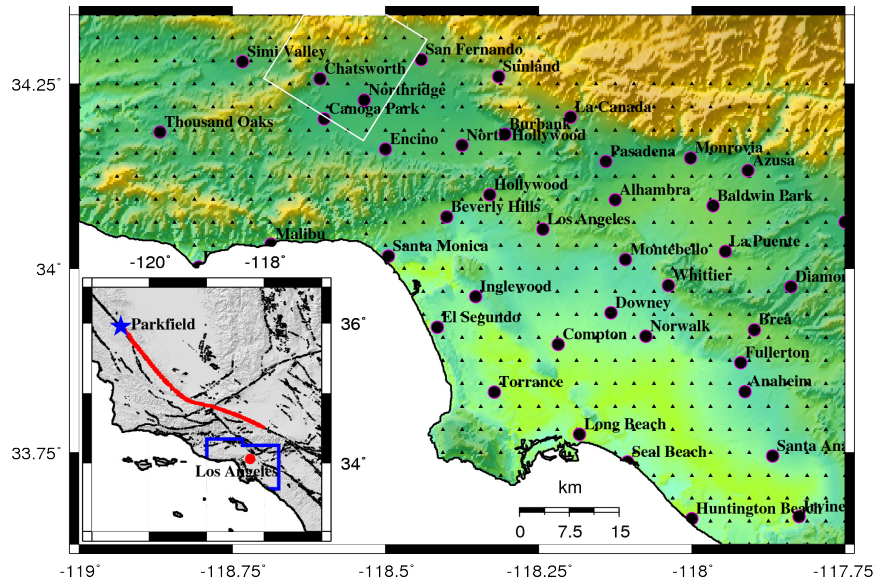 Simi Valley
San Fernando
Sunland
Chatsworth
34.25°
Northridge
Canoga Park
La Canada
Thousand Oaks
Burbank
North Hollywood
Encino
Pasadena
Monrovia
Azusa
Hollywood
Alhambra
Baldwin Park
Beverly Hills
Los Angeles
Malibu
Santa Monica
Montebello
La Puente
34°
-120°
-118°
Whittier
Diamon
Inglewood
Downey
El Segundo
Norwalk
Brea
Compton
Parkfield
36°
Fullerton
Torrance
Anaheim
Long Beach
33.75°
Seal Beach
Santa Ana
Los Angeles
34°
km
0 7.5 15
Huntington Beach
Irvine
-119° -118.75° -118.5° -118.25° -118° -117.75°